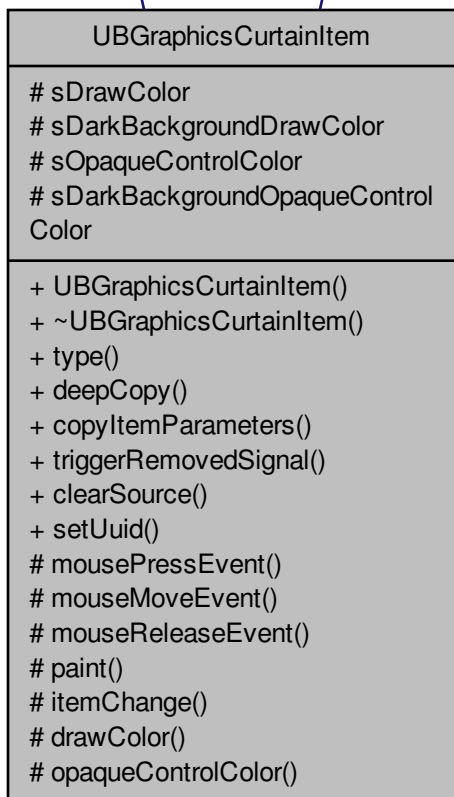 UBGraphicsCurtainItem
# sDrawColor
# sDarkBackgroundDrawColor
# sOpaqueControlColor
# sDarkBackgroundOpaqueControl
Color
+ UBGraphicsCurtainItem()
+ ~UBGraphicsCurtainItem()
+ type()
+ deepCopy()
+ copyItemParameters()
+ triggerRemovedSignal()
+ clearSource()
+ setUuid()
# mousePressEvent()
# mouseMoveEvent()
# mouseReleaseEvent()
# paint()
# itemChange()
# drawColor()
# opaqueControlColor()